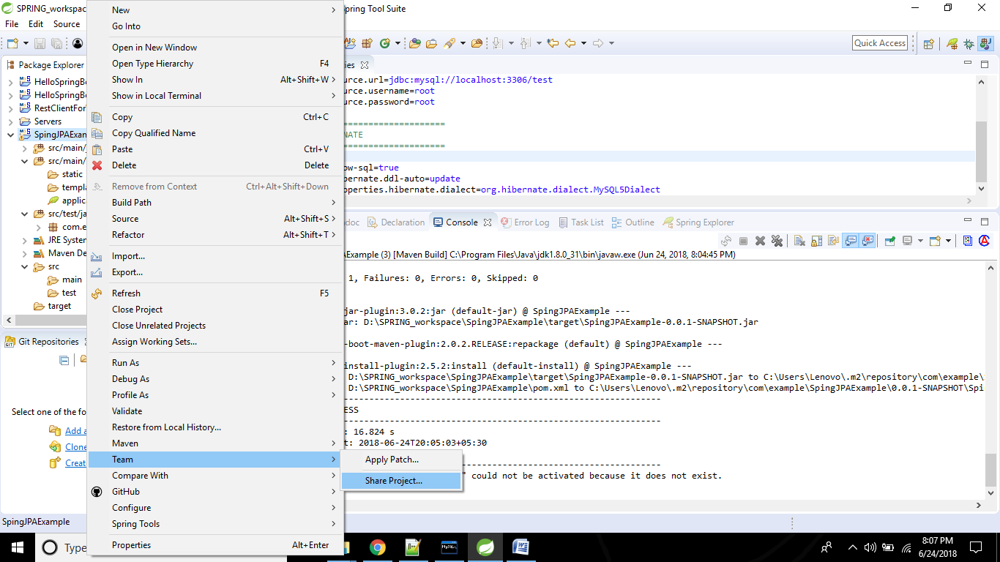 SPRING_workspac
Spring Tool Suite
File Edit Source
Quick Access
Package Explorer
HelloSpringBo
HelloSpringBo
RestClientFor
Servers
SpingJPAExam
src/main/j
src/main/
static
templa
applic
src/test/ja
com.e
JRE System
Maven De
src
main
test
target
Git Repositories
Select one of the fo
Add a
Clone
Creat
SpingJPAExample
New
Go Into
Open in New Window
Open Type Hierarchy F4
Show In Alt+Shift+W
Show in Local Terminal
Copy Ctrl+C
Copy Qualified Name
Paste Ctrl+V
Delete Delete
Remove from Context Ctrl+Alt+Shift+Down
Build Path
Source Alt+Shift+S
Refactor Alt+Shift+T
Import...
Export...
Refresh F5
Close Project
Close Unrelated Projects
Assign Working Sets...
Run As
Debug As
Profile As
Validate
Restore from Local History...
Maven
Team
Compare With
GitHub
Configure
Spring Tools
Properties Alt+Enter
Apply Patch...
Share Project...
ies
urce.url=jdbc:mysql://localhost:3306/test
urce.username=root
urce.password=root
====================
NATE
====================
ow-sql=true
bernate.ddl-auto=update
operties.hibernate.dialect=org.hibernate.dialect.MySQL5Dialect
doc Declaration Console Error Log Task List Outline Spring Explorer
AExample (3) [Maven Build] C:\Program Files\Java\jdk1.8.0_31\bin\javaw.exe (Jun 24, 2018, 8:04:45 PM)
1, Failures: 0, Errors: 0, Skipped: 0
jar-plugin:3.0.2:jar (default-jar) @ SpingJPAExample ---
ar: D:\SPRING_workspace\SpingJPAExample\target\SpingJPAExample-0.0.1-SNAPSHOT.jar
-boot-maven-plugin:2.0.2.RELEASE:repackage (default) @ SpingJPAExample ---
install-plugin:2.5.2:install (default-install) @ SpingJPAExample ---
D:\SPRING_workspace\SpingJPAExample\target\SpingJPAExample-0.0.1-SNAPSHOT.jar to C:\Users\Lenovo\.m2\repository\com\example\S
D:\SPRING_workspace\SpingJPAExample\pom.xml to C:\Users\Lenovo\.m2\repository\com\example\SpingJPAExample\0.0.1-SNAPSHOT\Spi
------------------------------------------------------------
ESS
------------------------------------------------------------
: 16.824 s
t: 2018-06-24T20:05:03+05:30
------------------------------------------------------------
" could not be activated because it does not exist.
Type
8:07 PM
6/24/2018